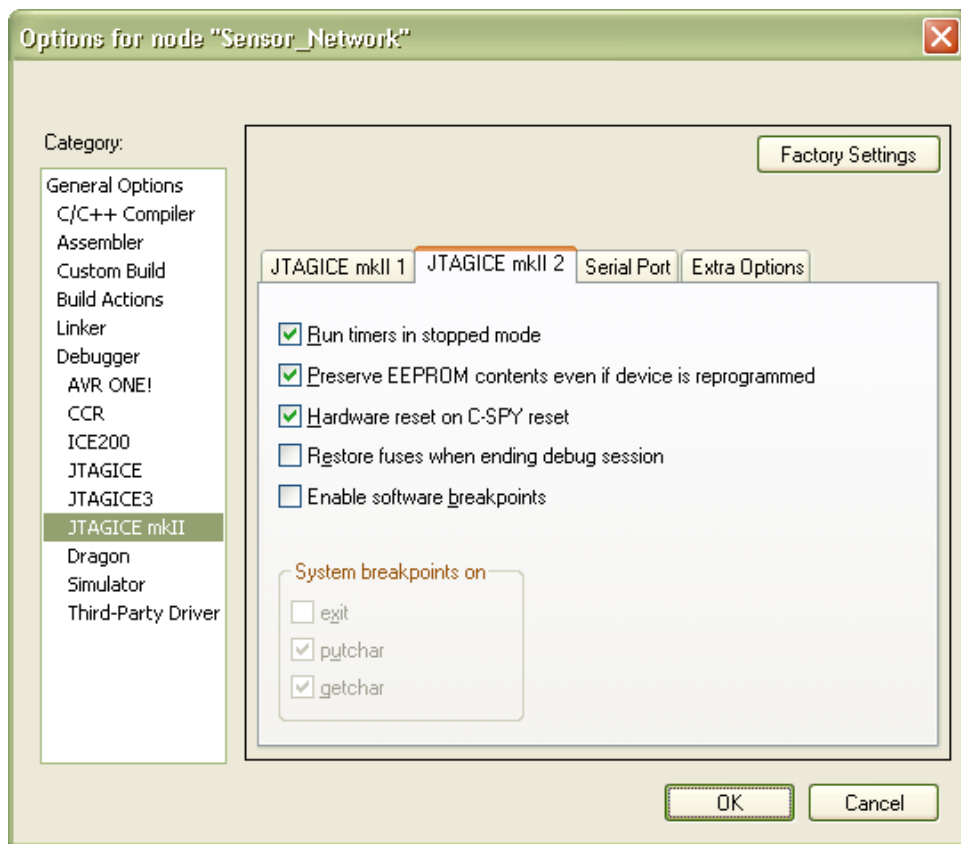 Options for node "Sensor_Network"
Category:
Factory Settings
General Options
C/C++ Compiler
Assembler
Custom Build
Build Actions
Linker
Debugger
AVR ONE!
CCR
ICE200
JTAGICE
JTAGICE3
JTAGICE mkII
Dragon
Simulator
Third-Party Driver
JTAGICE mkII 1 JTAGICE mkII 2 Serial Port Extra Options
Run timers in stopped mode
Preserve EEPROM contents even if device is reprogrammed
Hardware reset on C-SPY reset
Restore fuses when ending debug session
Enable software breakpoints
System breakpoints on
exit
putchar
getchar
OK Cancel